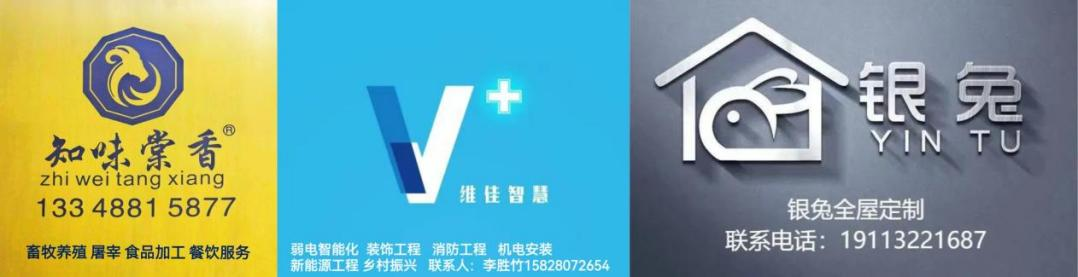 知味棠香®
zhi wei tang xiang
133 4881 5877
畜牧养殖 屠宰 食品加工 餐饮服务
V+
维佳智慧
弱电智能化 装饰工程 消防工程 机电安装
新能源工程 乡村振兴 联系人：李胜竹15828072654
银兔
YIN TU
银兔全屋定制
联系电话：19113221687